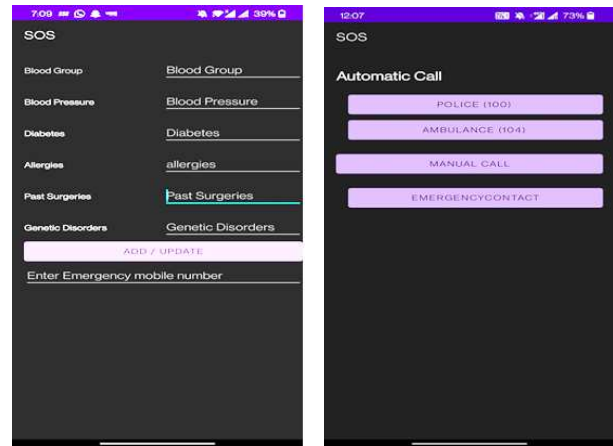 7:09 39%
SOS
Blood Group Blood Group
Blood Pressure Blood Pressure
Diabetes Diabetes
Allergies allergies
Past Surgeries Past Surgeries
Genetic Disorders Genetic Disorders
ADD / UPDATE
Enter Emergency mobile number
12:07 73%
SOS
Automatic Call
POLICE (100)
AMBULANCE (104)
MANUAL CALL
EMERGENCYCONTACT